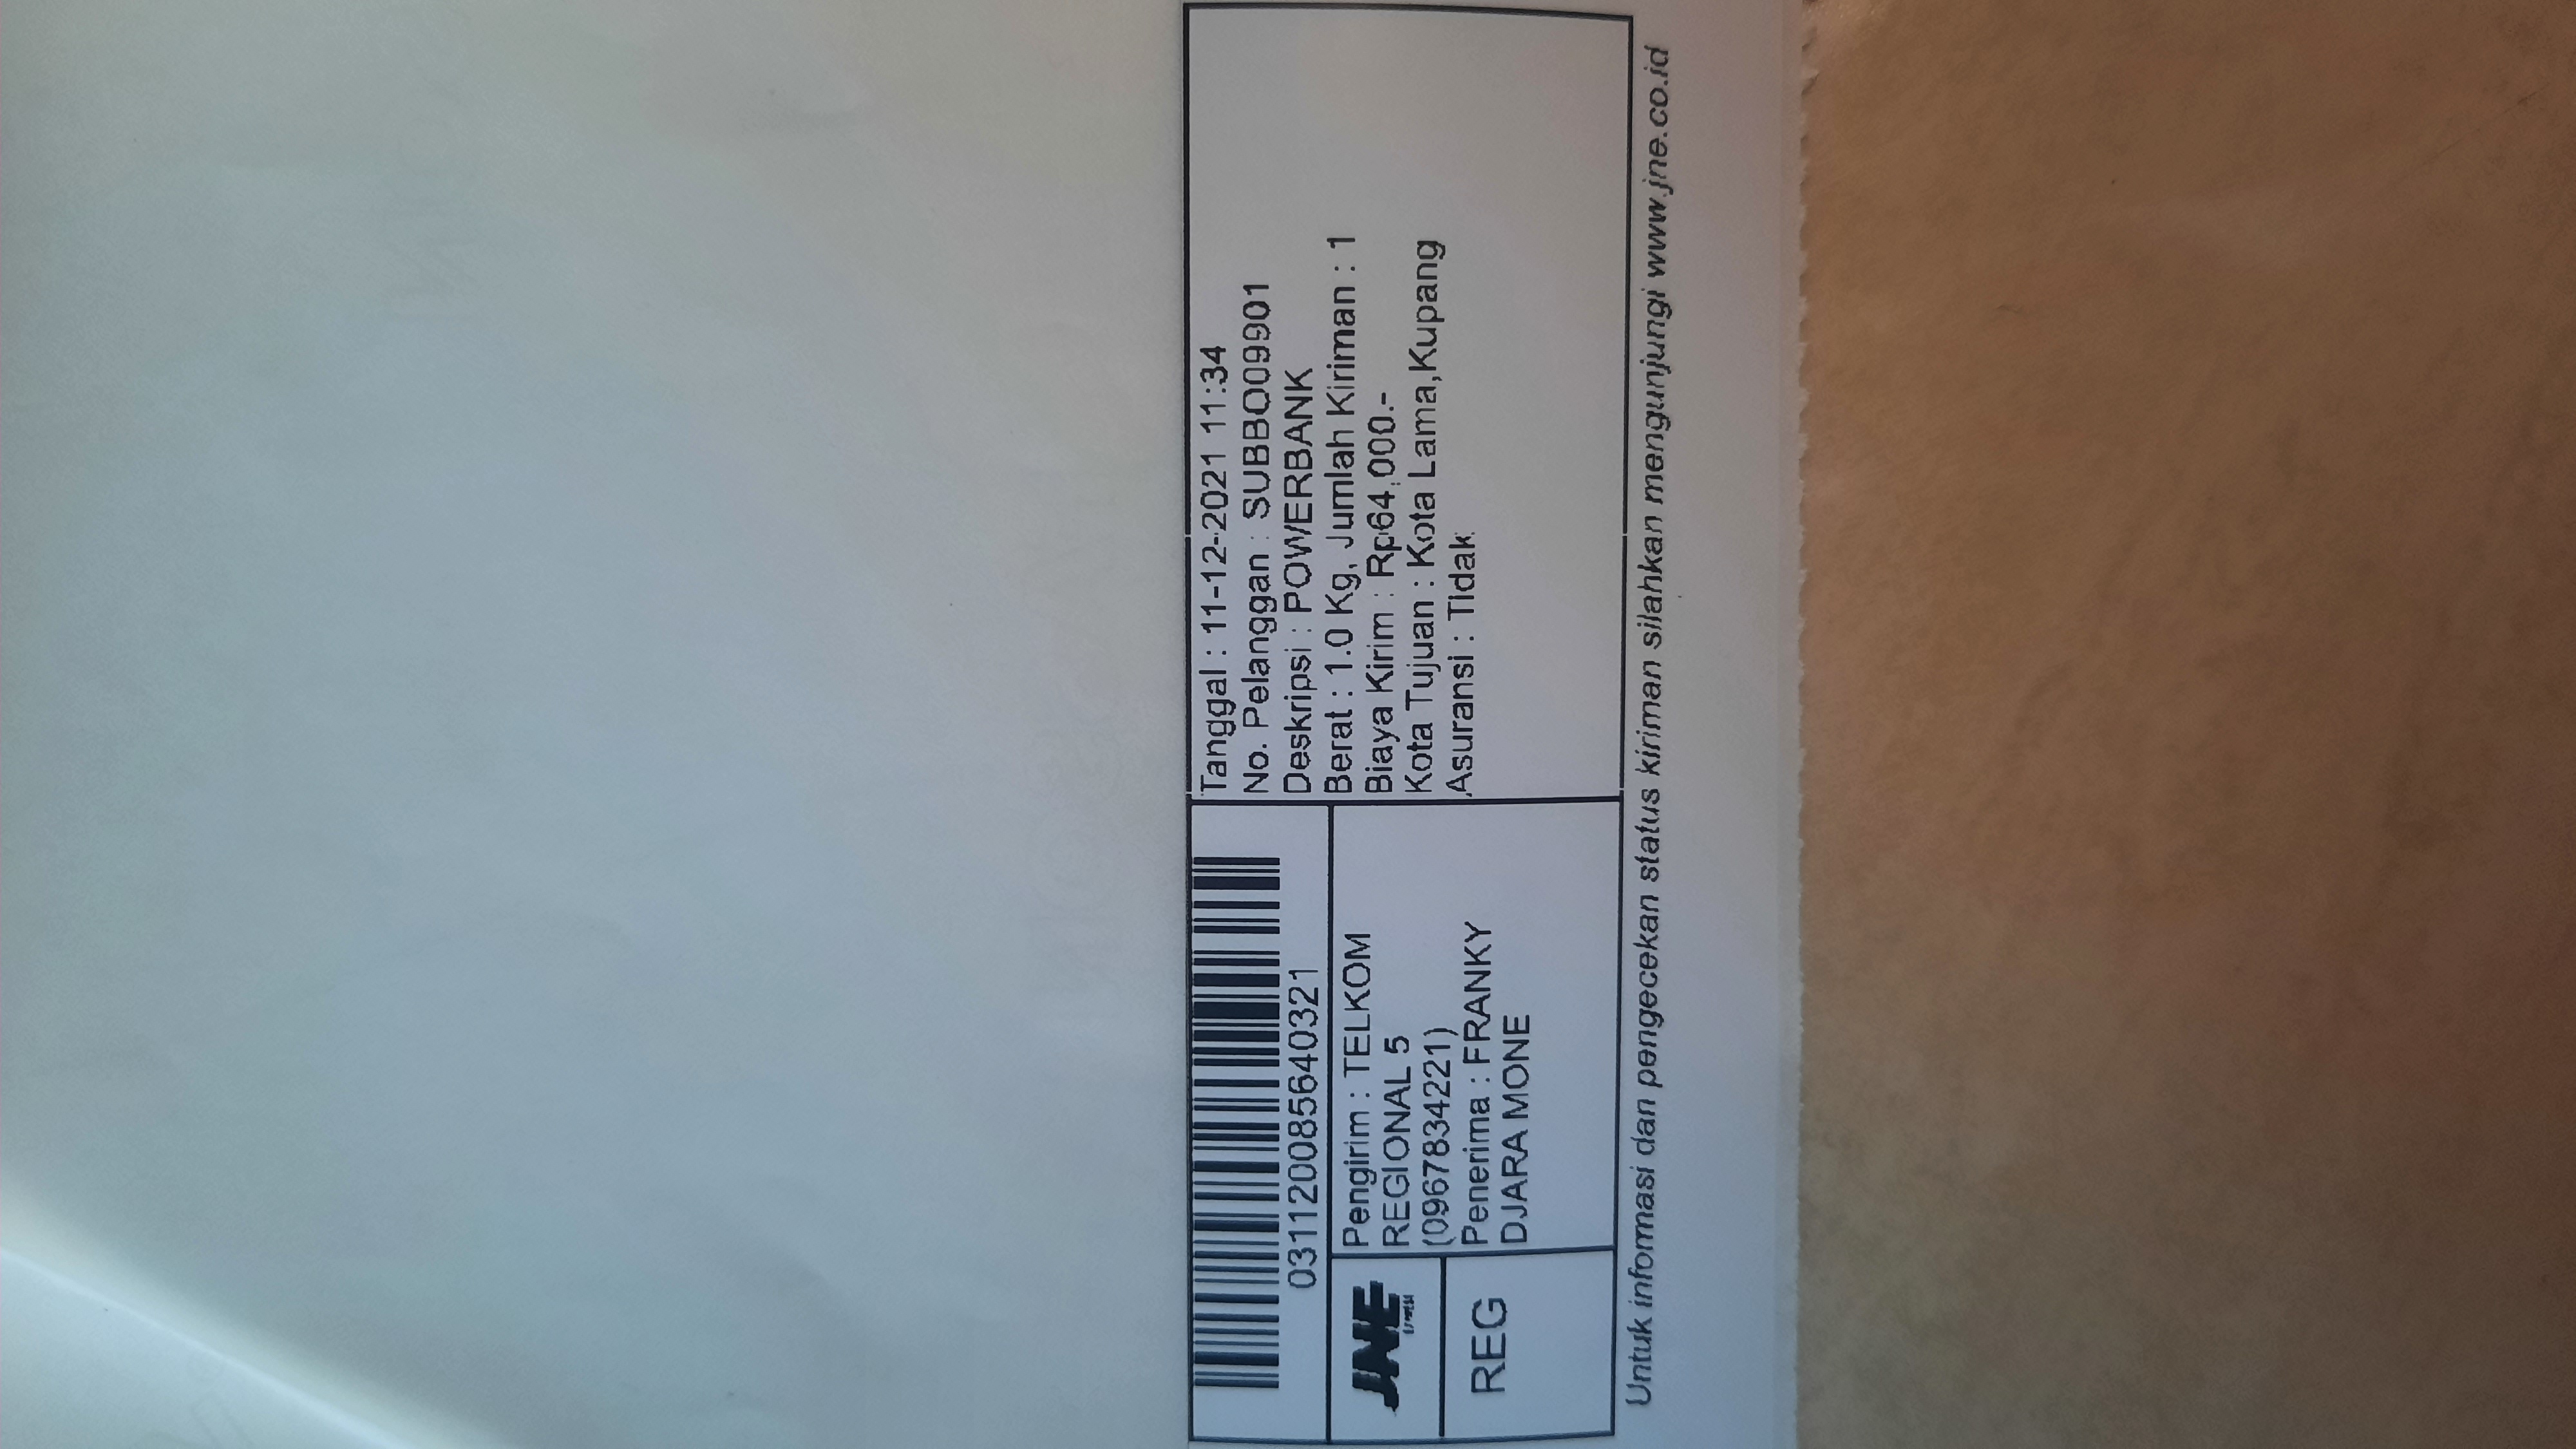 031120085640321
JNE
EXPRESS
REG
Pengirim : TELKOM
REGIONAL 5
(0967834221)
Penerima : FRANKY
DJARA MONE
Tanggal : 11-12-2021 11:34
No. Pelanggan : SUBBO09901
Deskripsi : POWERBANK
Berat : 1.0 Kg, Jumlah Kiriman : 1
Biaya Kirim : Rp64,000.-
Kota Tujuan : Kota Lama,Kupang
Asuransi : Tidak
Untuk informasi dan pengecekan status kiriman silahkan mengunjungi www.jne.co.id